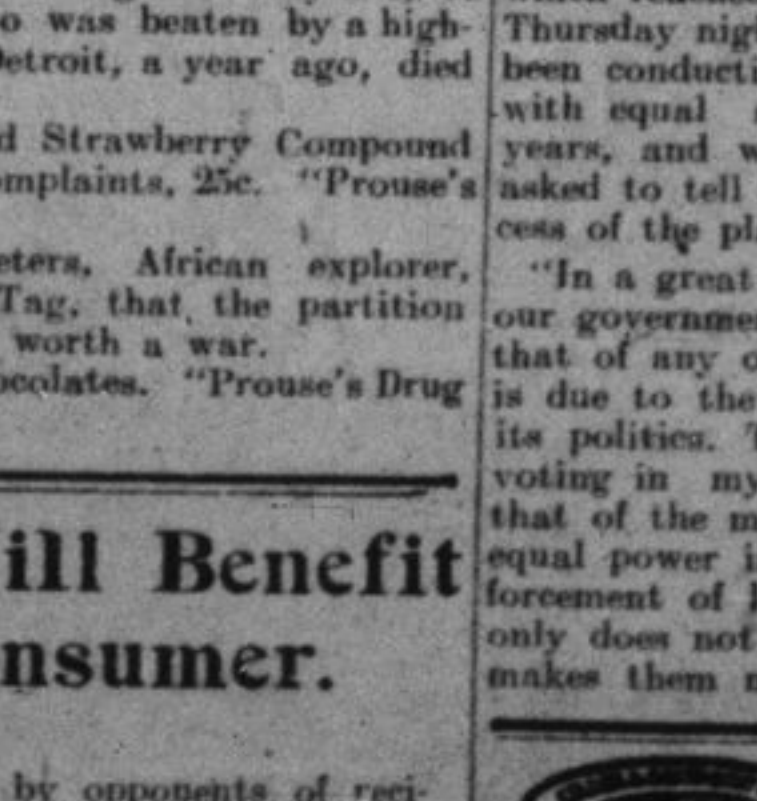 o was beaten by a high-
Detroit, a year ago, died
d Strawberry Compound
omplaints, 25c. "Prouse's
eters, African explorer,
Tag, that the partition
worth a war.
ocolates. "Prouse's Drug
ill Benefit
nsumer.
by opponents of reci-
Thursday nig
been conducti
with equal
years, and w
asked to tell
cess of the pl
"In a great
our governme
that of any o
is due to the
its politics. T
voting in my
that of the m
equal power i
forcement of
only does not
makes them